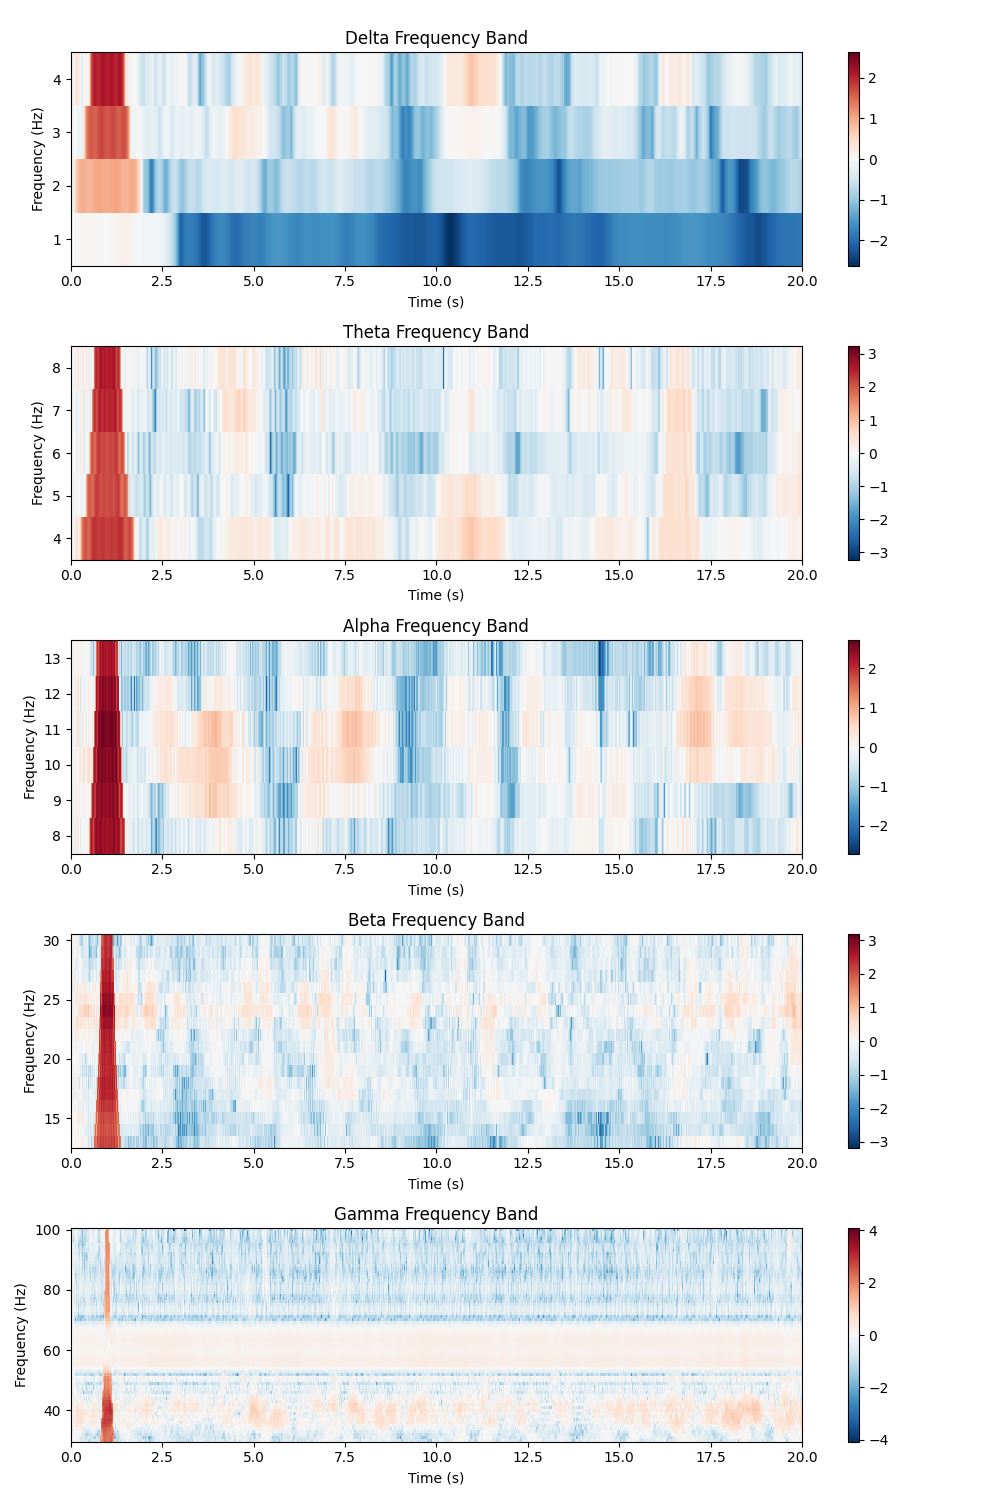 Delta Frequency Band
Frequency (Hz)
4
3
2
1
0.0 2.5 5.0 7.5 10.0 12.5 15.0 17.5 20.0
Time (s)
2
1
0
−1
−2
Theta Frequency Band
Frequency (Hz)
8
7
6
5
4
0.0 2.5 5.0 7.5 10.0 12.5 15.0 17.5 20.0
Time (s)
3
2
1
0
−1
−2
−3
Alpha Frequency Band
Frequency (Hz)
13
12
11
10
9
8
0.0 2.5 5.0 7.5 10.0 12.5 15.0 17.5 20.0
Time (s)
2
1
0
−1
−2
Beta Frequency Band
Frequency (Hz)
30
25
20
15
0.0 2.5 5.0 7.5 10.0 12.5 15.0 17.5 20.0
Time (s)
3
2
1
0
−1
−2
−3
Gamma Frequency Band
Frequency (Hz)
100
80
60
40
0.0 2.5 5.0 7.5 10.0 12.5 15.0 17.5 20.0
Time (s)
4
2
0
−2
−4